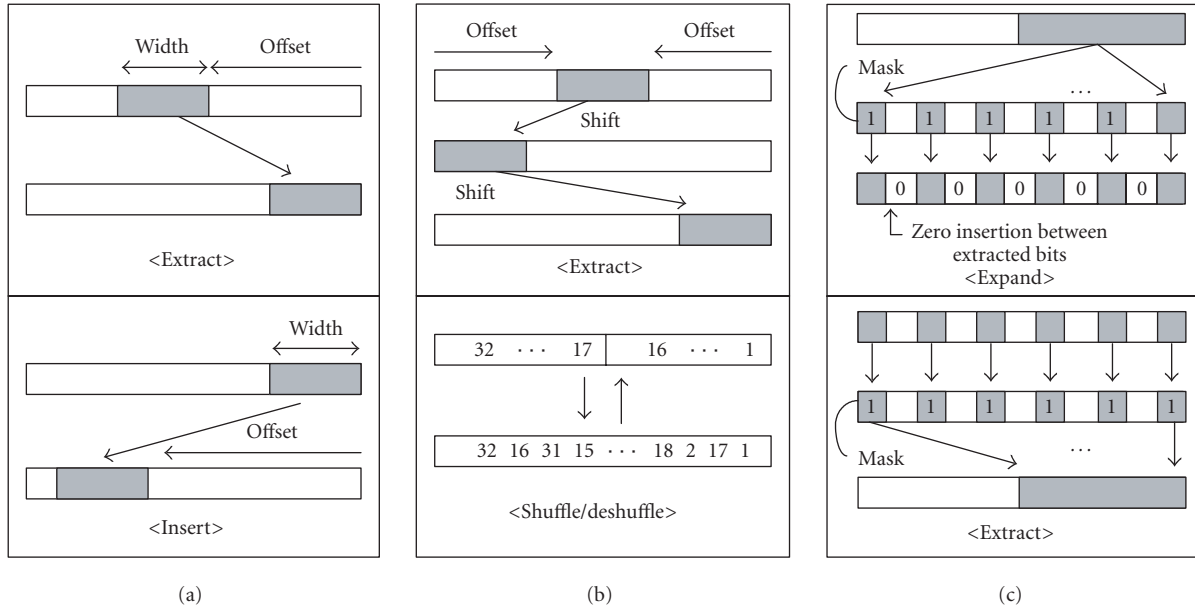 Width Offset
<Extract>
Width
Offset
<Insert>
(a)
Offset Offset
Shift
Shift
<Extract>
32 · · · 17 16 · · · 1
32 16 31 15 · · · 18 2 17 1
<Shuffle/deshuffle>
(b)
Mask
· · ·
1 1 1 1 1
0 0 0 0 0
Zero insertion between
extracted bits
<Expand>
1 1 1 1 1 1
Mask
· · ·
<Extract>
(c)